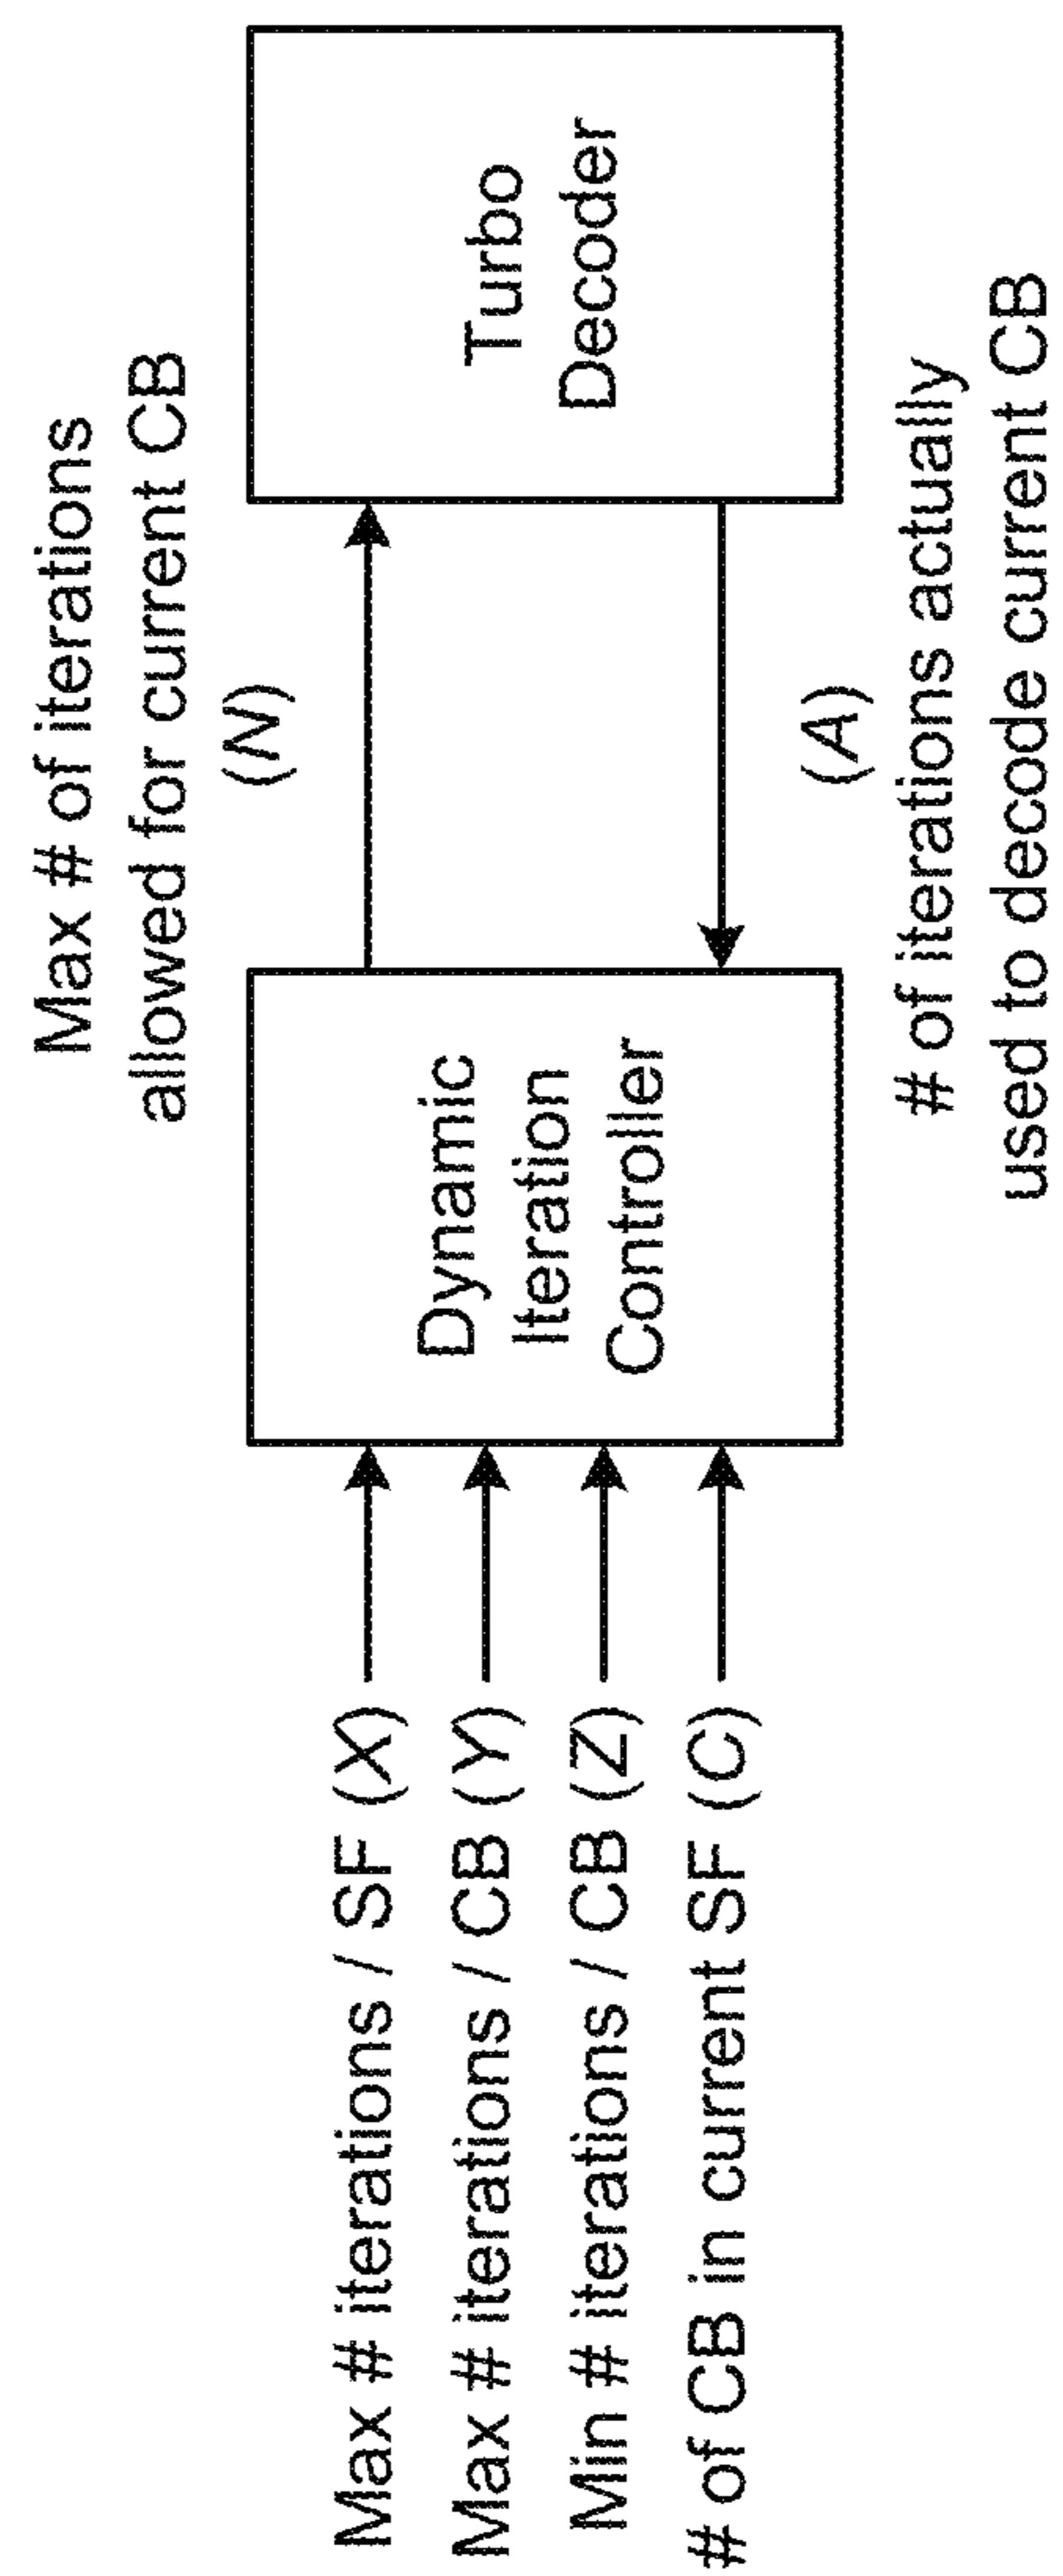 Max # iterations / SF (X)
Max # iterations / CB (Y)
Min # iterations / CB (Z)
# of CB in current SF (C)
Dynamic
Iteration
Controller
Max # of iterations
allowed for current CB
(N)
(A)
# of iterations actually
used to decode current CB
Turbo
Decoder